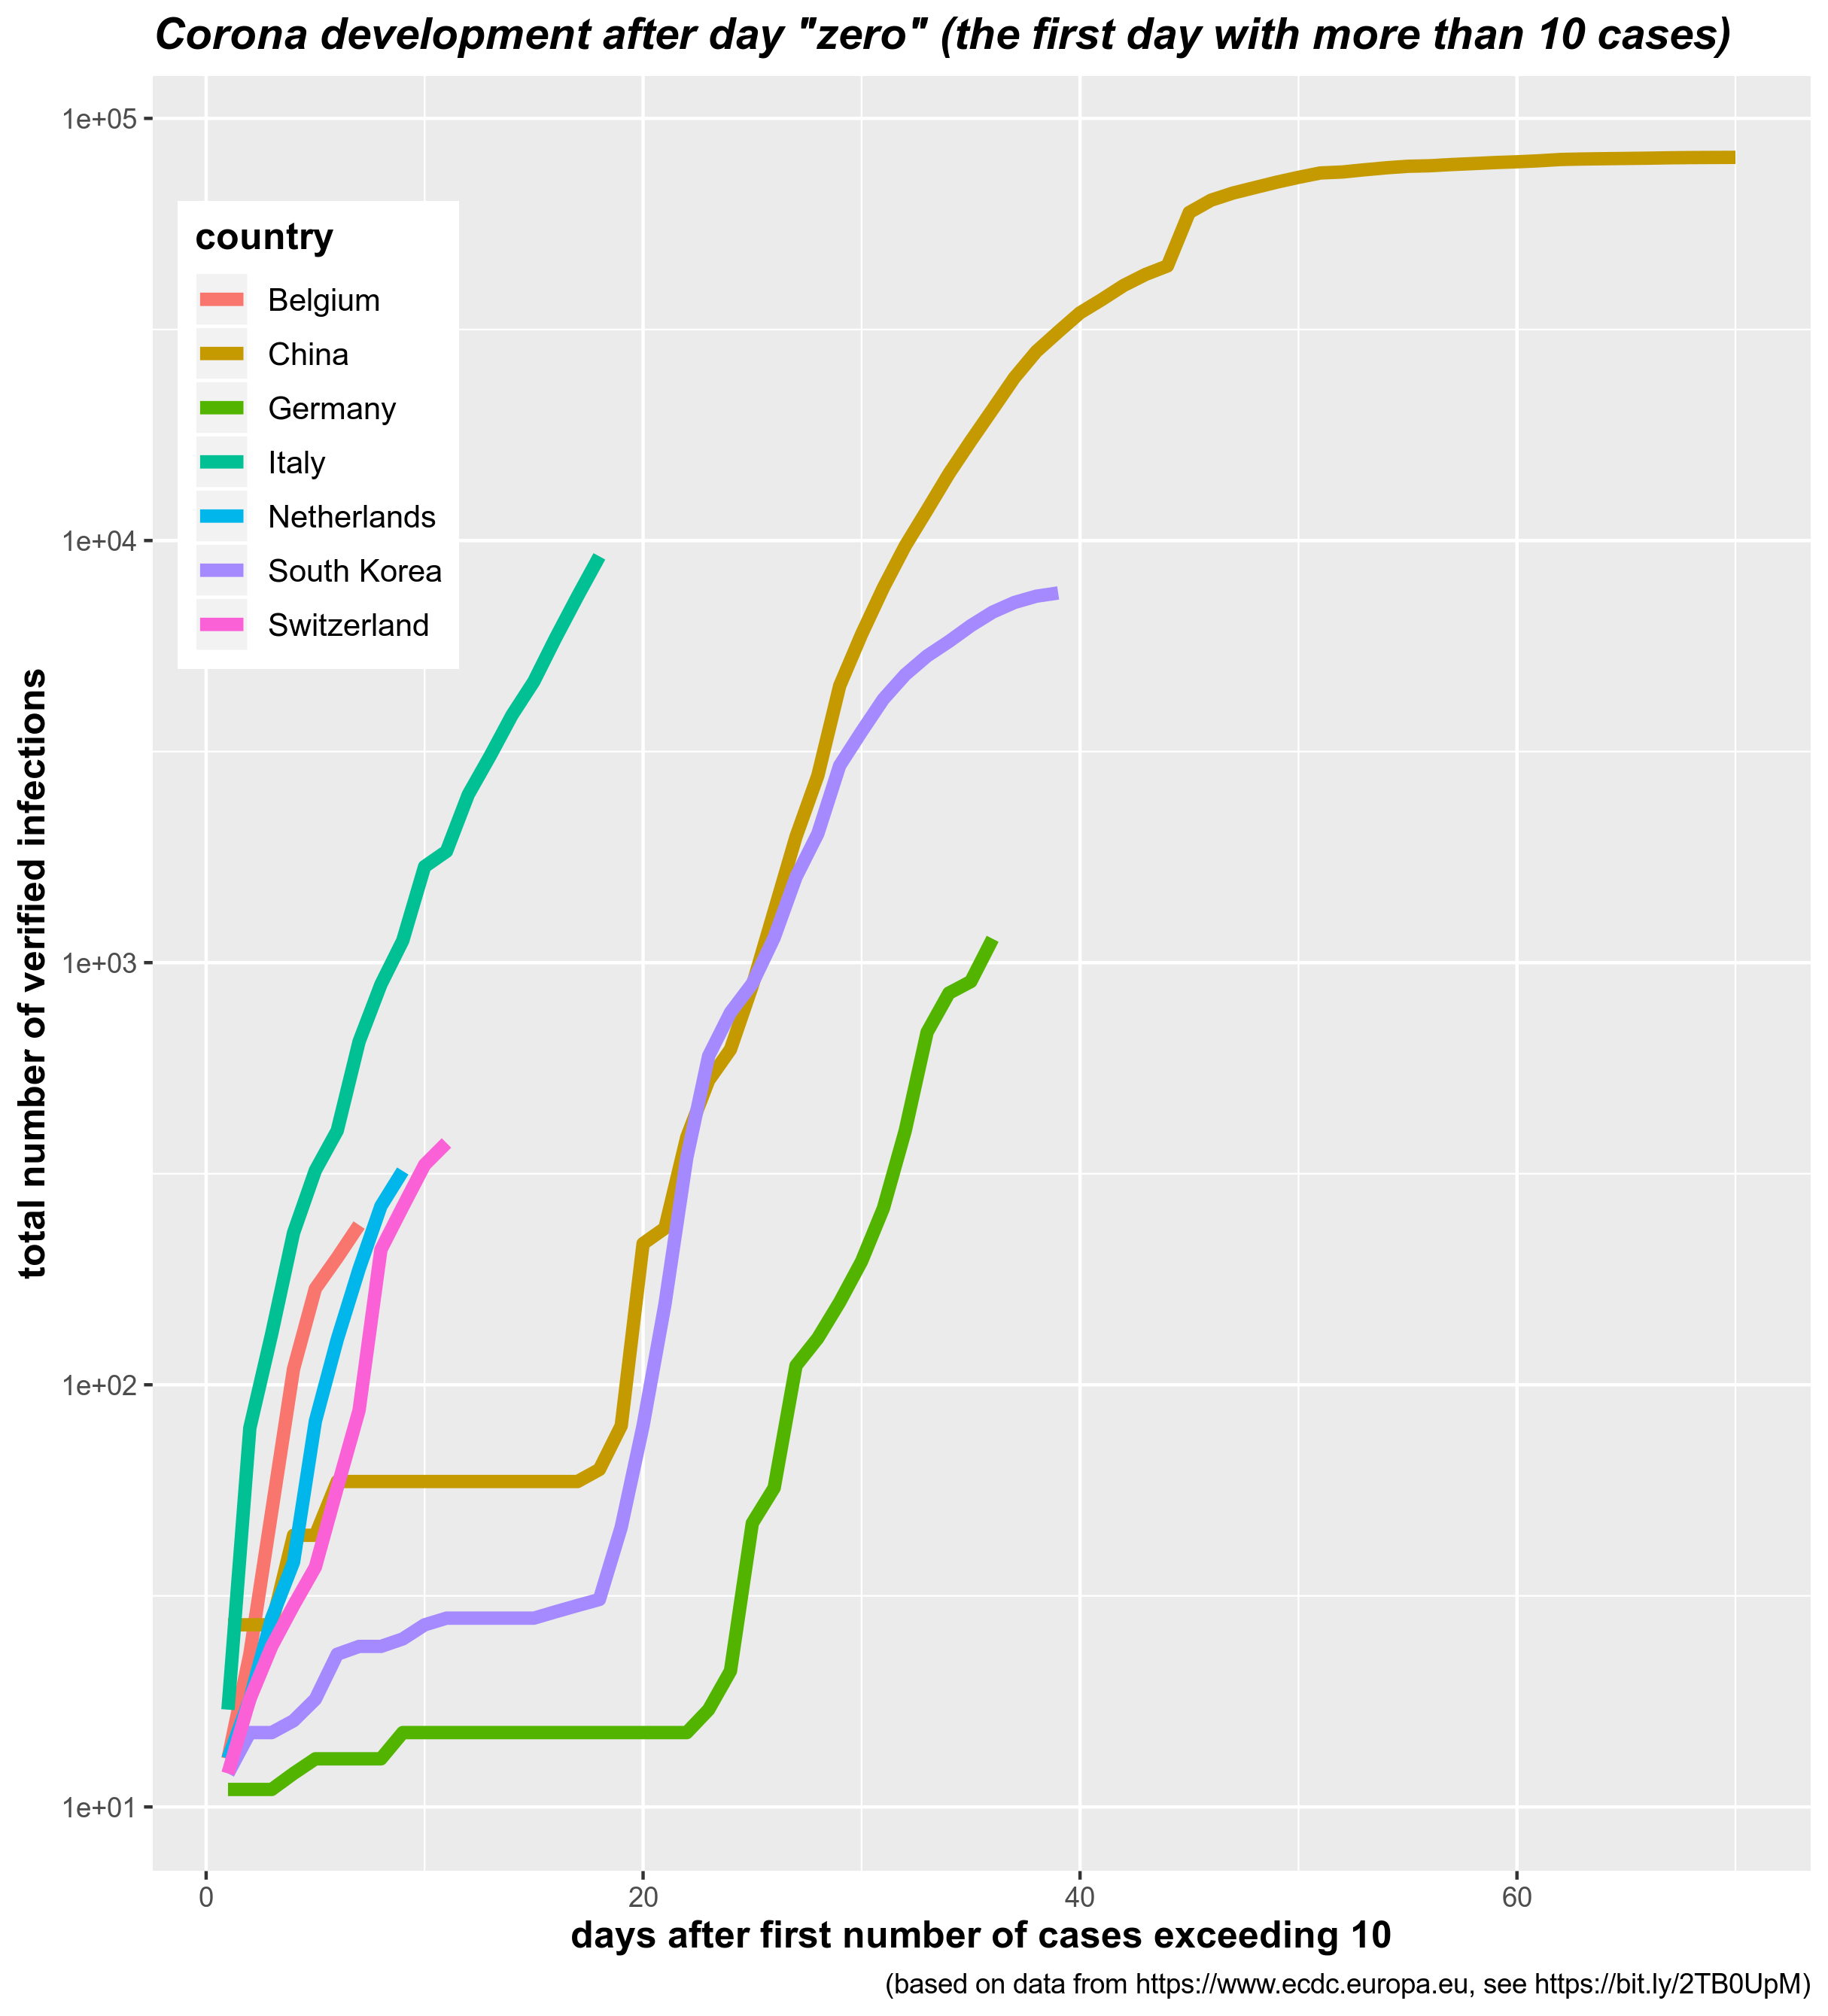 Corona development after day "zero" (the first day with more than 10 cases)
1e+05
country
Belgium
China
Germany
Italy
Netherlands
South Korea
Switzerland
1e+04
1e+03
1e+02
1e+01
total number of verified infections
0 20 40 60
days after first number of cases exceeding 10
(based on data from https://www.ecdc.europa.eu, see https://bit.ly/2TB0UpM)